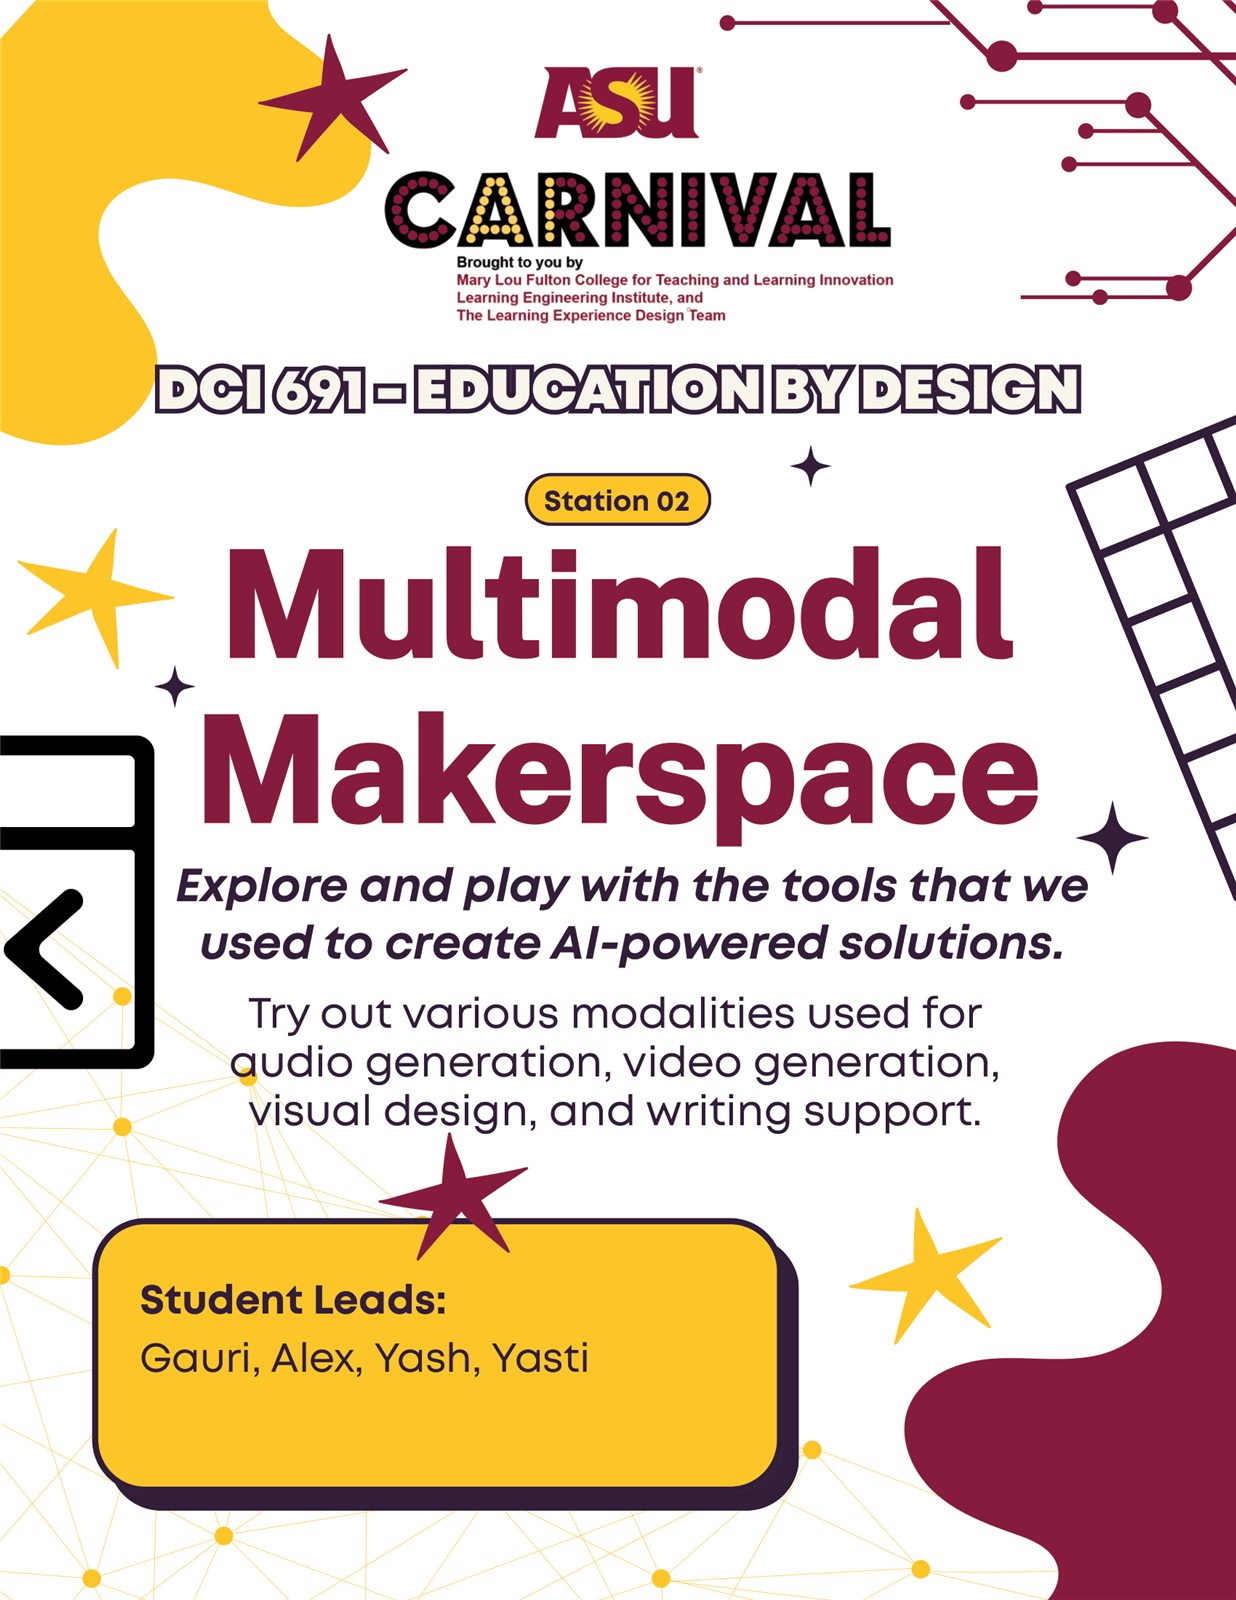 ASU®
CARNIVAL
Brought to you by
Mary Lou Fulton College for Teaching and Learning Innovation
Learning Engineering Institute, and
The Learning Experience Design Team
DCI 691 - EDUCATION BY DESIGN
Station 02
Multimodal
Makerspace
Explore and play with the tools that we
used to create AI-powered solutions.
Try out various modalities used for
audio generation, video generation,
visual design, and writing support.
Student Leads:
Gauri, Alex, Yash, Yasti